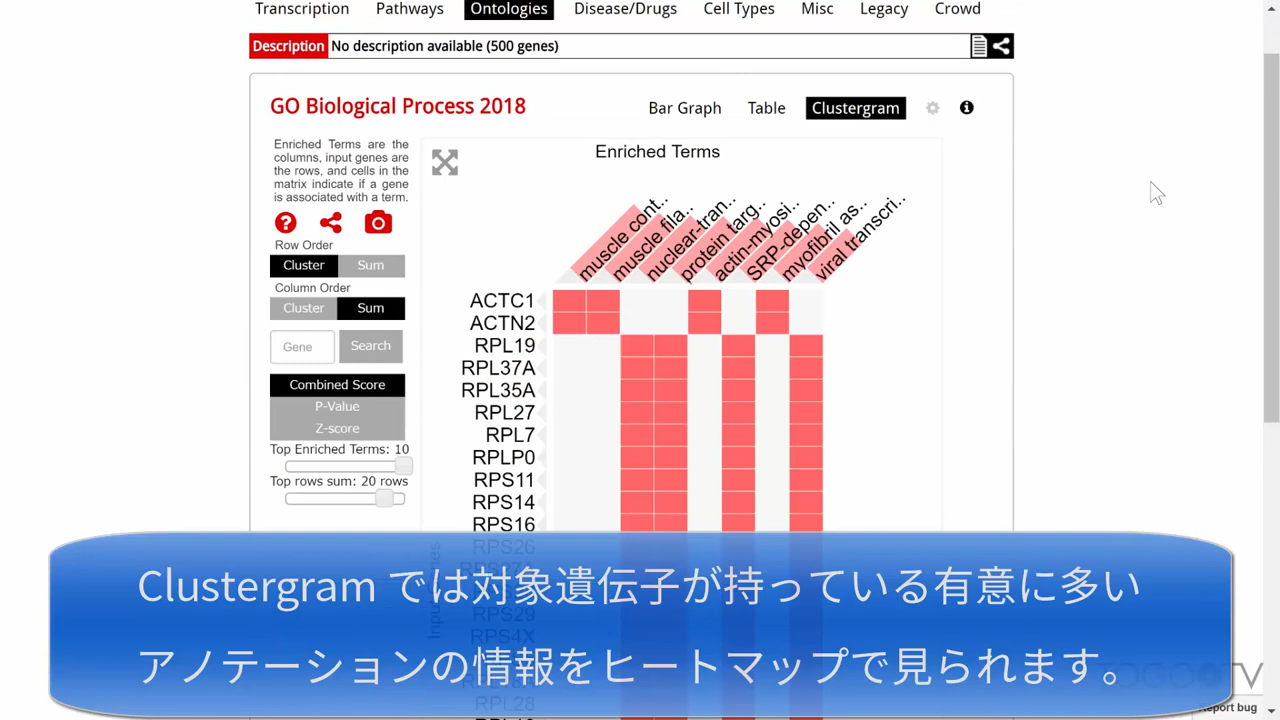 Transcription Pathways Ontologies Disease/Drugs Cell Types Misc Legacy Crowd
Description No description available (500 genes)
GO Biological Process 2018
Bar Graph Table Clustergram
Enriched Terms are the
columns, input genes are
the rows, and cells in the
matrix indicate if a gene
is associated with a term.
Row Order
Cluster Sum
Column Order
Cluster Sum
Gene Search
Combined Score
P-Value
Z-score
Top Enriched Terms: 10
Top rows sum: 20 rows
Enriched Terms
muscle cont..
muscle fila..
nuclear-tran..
protein targ..
actin-myosi..
SRP-depen..
myofibril as..
viral transcri..
ACTC1
ACTN2
RPL19
RPL37A
RPL35A
RPL27
RPL7
RPLP0
RPS11
RPS14
RPS16
RPS26
RPS29
RPS4X
RPL28
Clustergram では対象遺伝子が持っている有意に多い
アノテーションの情報をヒートマップで見られます。
Report bug